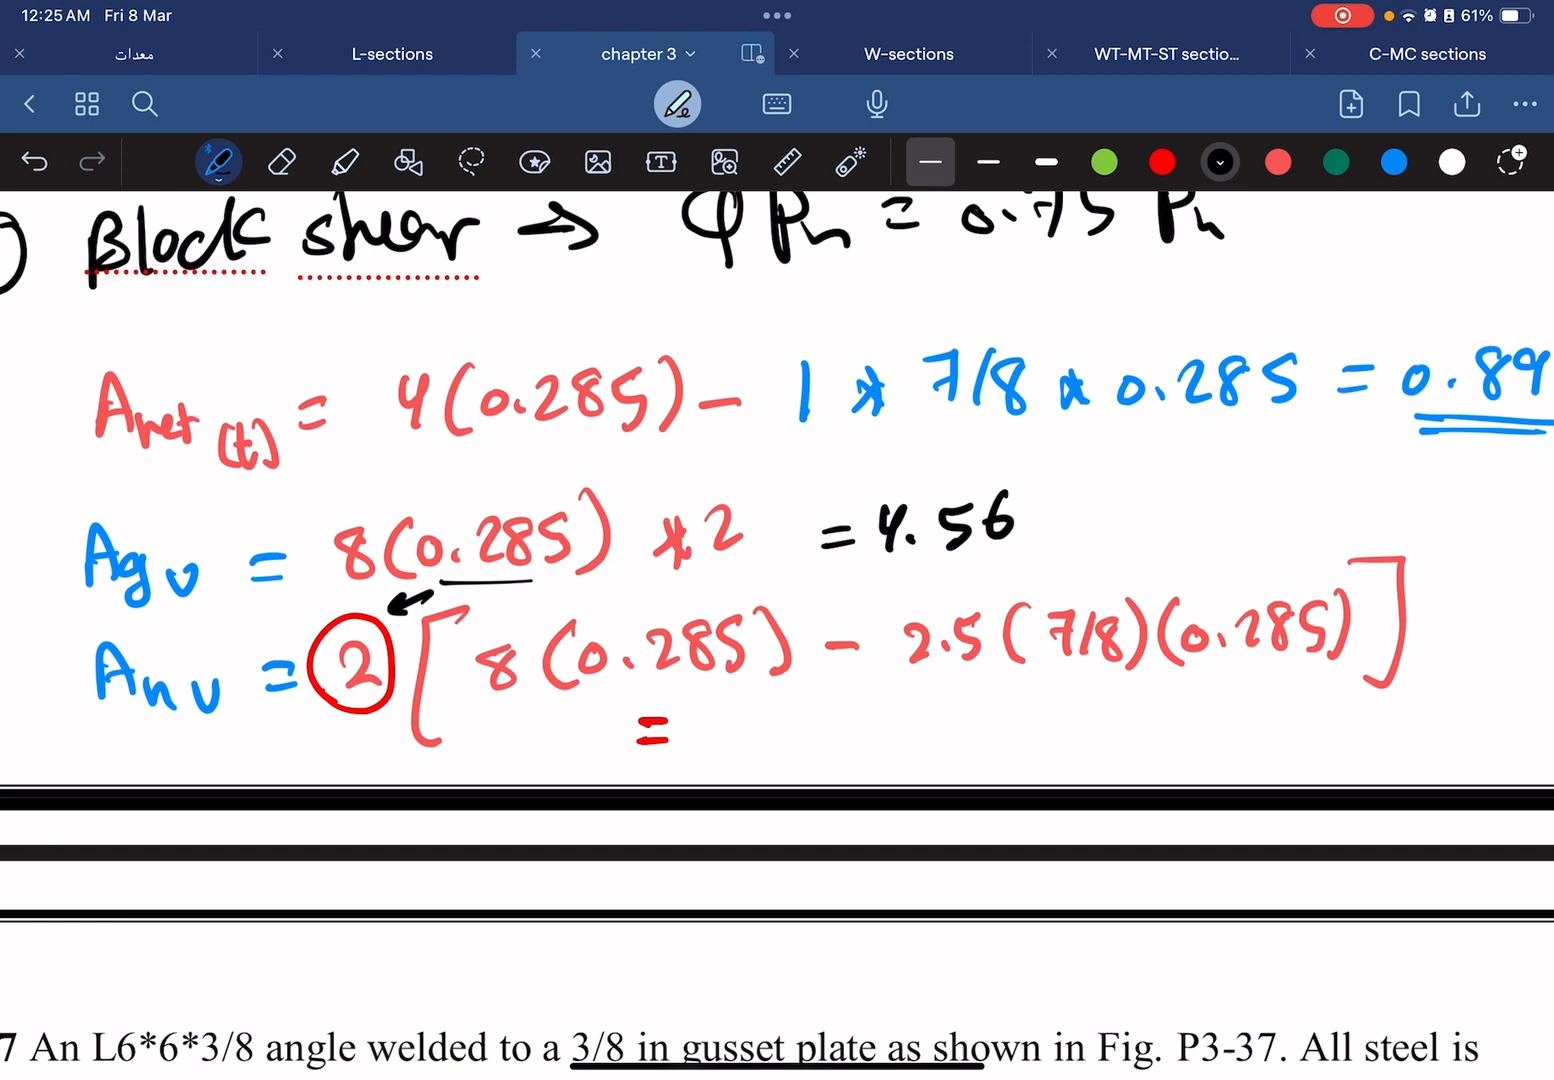 12:25 AM Fri 8 Mar 61%
معدات L-sections chapter 3 W-sections WT-MT-ST sectio... C-MC sections
Block shear → ΦPn = 0.75 Pn
Anet (t) = 4(0.285) - 1 * 7/8 * 0.285 = 0.89
Agv = 8(0.285) *2 = 4.56
Anv = 2 [ 8 (0.285) - 2.5 ( 7/8)(0.285) ]
=
7 An L6*6*3/8 angle welded to a 3/8 in gusset plate as shown in Fig. P3-37. All steel is